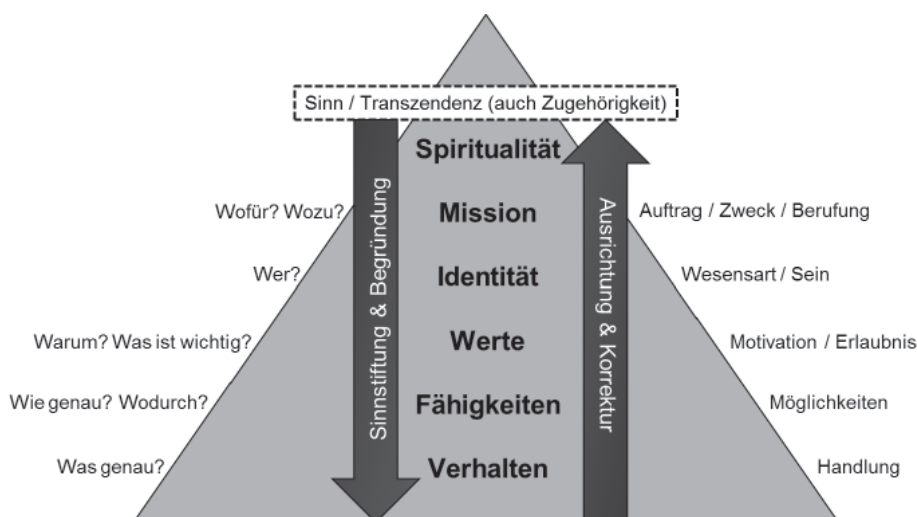 Sinn / Transzendenz (auch Zugehörigkeit)
Spiritualität
Wofür? Wozu?
Mission
Auftrag / Zweck / Berufung
Wer?
Identität
Wesensart / Sein
Warum? Was ist wichtig?
Werte
Motivation / Erlaubnis
Wie genau? Wodurch?
Fähigkeiten
Möglichkeiten
Was genau?
Verhalten
Handlung
Sinnstiftung & Begründung
Ausrichtung & Korrektur